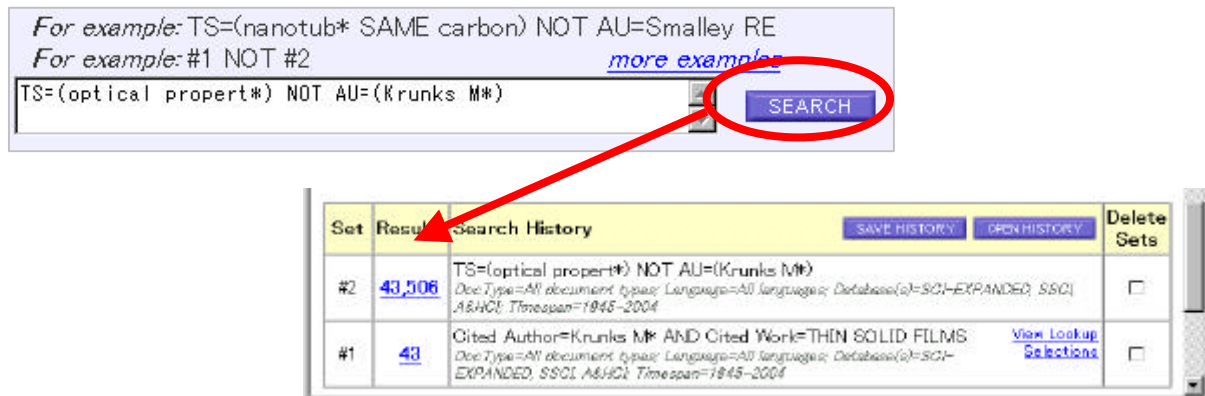 For example: TS=(nanotub* SAME carbon) NOT AU=Smalley RE
For example: #1 NOT #2 more examples
TS=(optical propert*) NOT AU=(Krunks M*)
SEARCH
Set Result Search History SAVE HISTORY OPEN HISTORY Delete Sets
#2 43,506 TS=(optical propert*) NOT AU=(Krunks M*)
DocType=All document types; Language=All languages; Database(s)=SCI-EXPANDED, SSCI,
A&HCI; Timespan=1945-2004
#1 43 Cited Author=Krunks M* AND Cited Work=THIN SOLID FILMS View Lookup Selections
DocType=All document types; Language=All languages; Database(s)=SCI-
EXPANDED, SSCI, A&HCI; Timespan=1945-2004